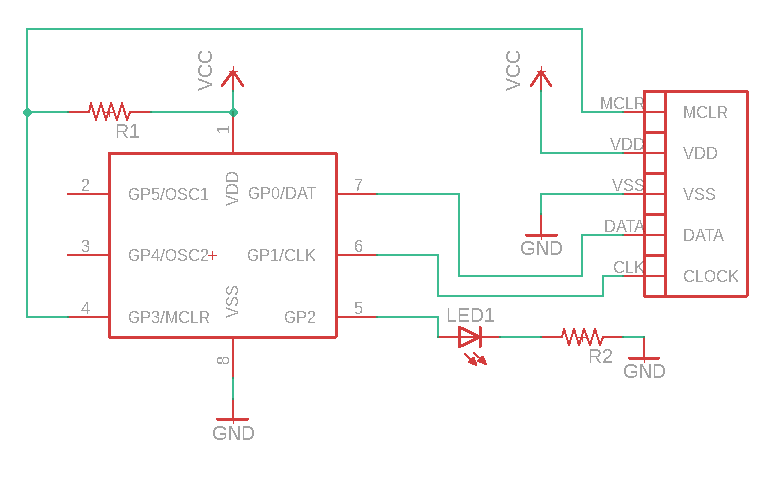 VCC
VCC
MCLR
MCLR
R1
1
VDD
VDD
2
GP5/OSC1
VDD
GP0/DAT
7
VSS
VSS
DATA
DATA
3
GP4/OSC2
GP1/CLK
6
GND
CLK
CLOCK
4
GP3/MCLR
VSS
GP2
5
LED1
R2
GND
8
GND